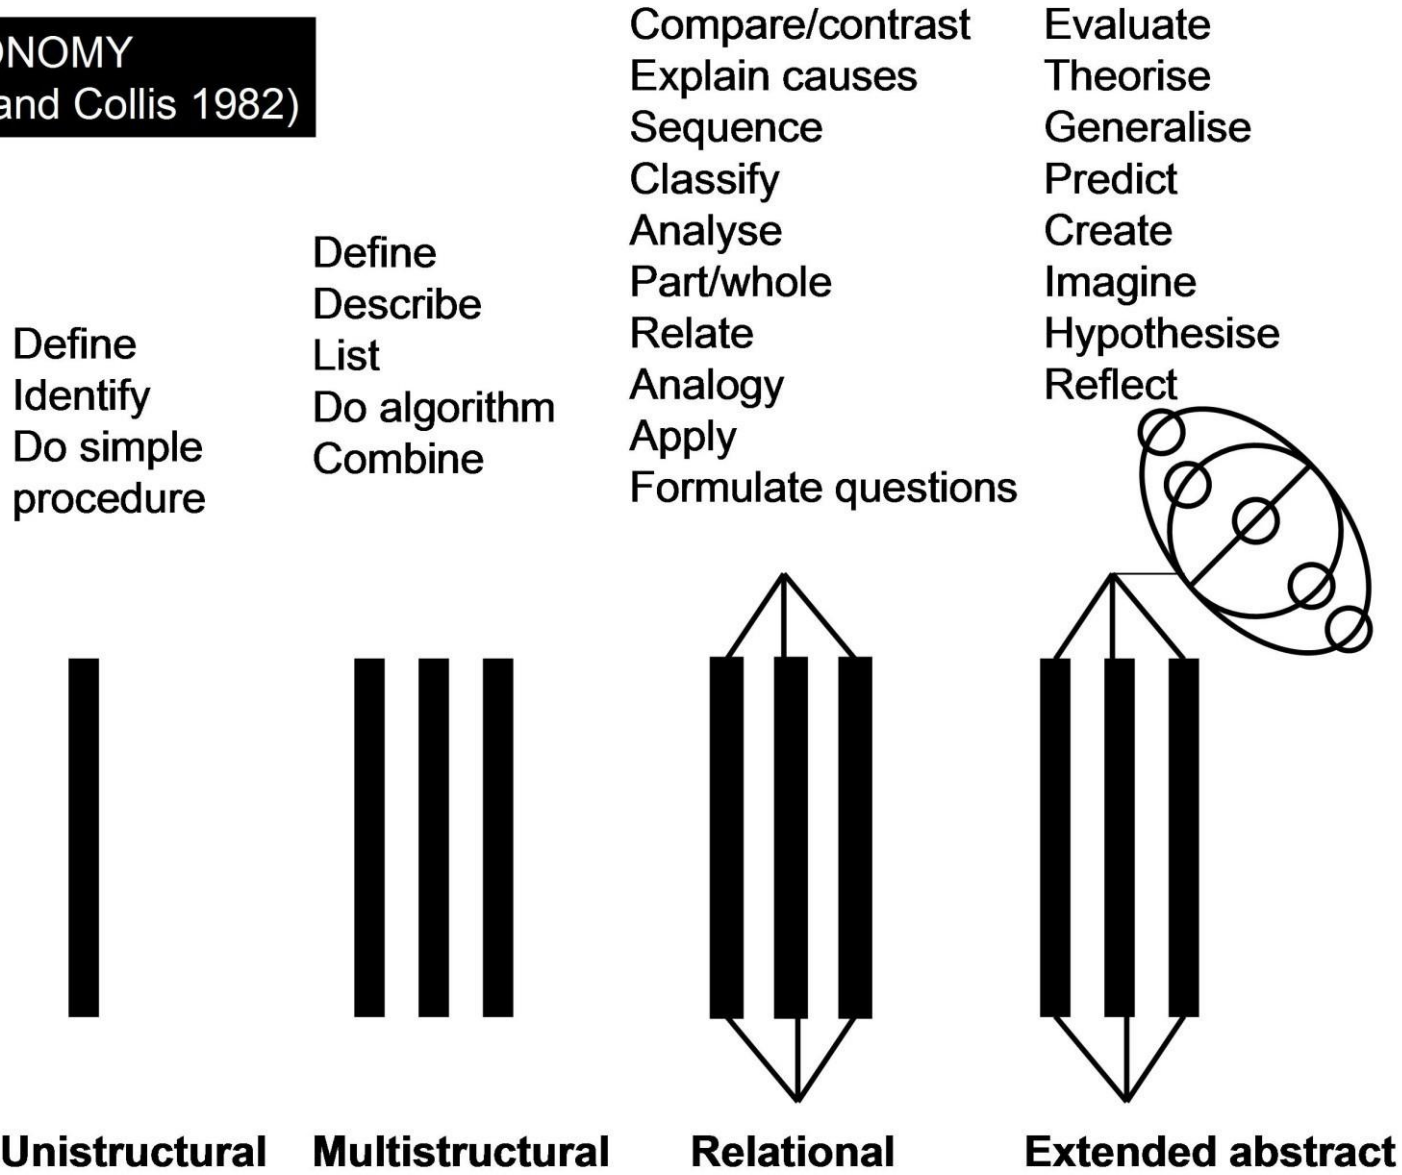 ONOMY
and Collis 1982)
Define
Identify
Do simple
procedure
Define
Describe
List
Do algorithm
Combine
Compare/contrast
Explain causes
Sequence
Classify
Analyse
Part/whole
Relate
Analogy
Apply
Formulate questions
Evaluate
Theorise
Generalise
Predict
Create
Imagine
Hypothesise
Reflect
Unistructural
Multistructural
Relational
Extended abstract